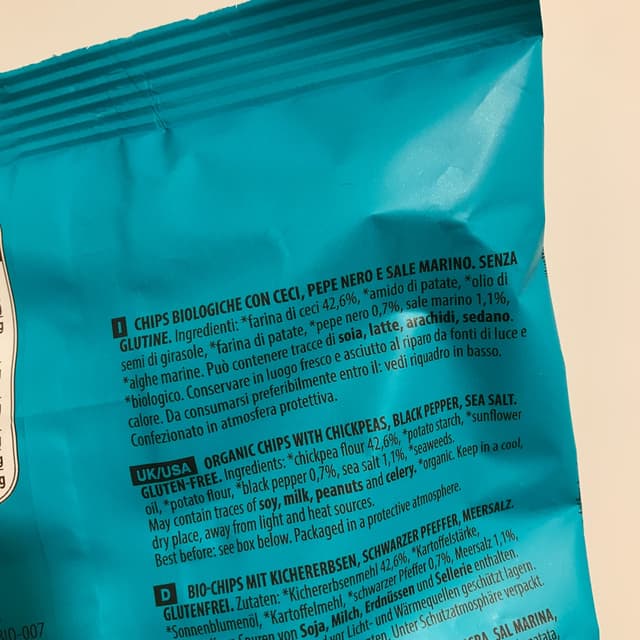 I CHIPS BIOLOGICHE CON CECI, PEPE NERO E SALE MARINO. SENZA
GLUTINE. Ingredienti: *farina di ceci 42,6%, *amido di patate, *olio di
semi di girasole, *farina di patate, *pepe nero 0,7%, sale marino 1,1%,
*alghe marine. Può contenere tracce di soia, latte, arachidi, sedano.
*biologico. Conservare in luogo fresco e asciutto al riparo da fonti di luce e
calore. Da consumarsi preferibilmente entro il: vedi riquadro in basso.
Confezionato in atmosfera protettiva.
UK/USA ORGANIC CHIPS WITH CHICKPEAS, BLACK PEPPER, SEA SALT.
GLUTEN-FREE. Ingredients: *chickpea flour 42,6%, *potato starch, *sunflower
oil, *potato flour, *black pepper 0,7%, sea salt 1,1%, *seaweeds.
May contain traces of soy, milk, peanuts and celery. *organic. Keep in a cool,
dry place, away from light and heat sources.
Best before: see box below. Packaged in a protective atmosphere.
D BIO-CHIPS MIT KICHERERBSEN, SCHWARZER PFEFFER, MEERSALZ.
GLUTENFREI. Zutaten: *Kichererbsenmehl 42,6%, *Kartoffelstärke,
*Sonnenblumenöl, *Kartoffelmehl, *schwarzer Pfeffer 0,7%, Meersalz 1,1%,
Spuren von Soja, Milch, Erdnüssen und Sellerie enthalten.
vor Licht- und Wärmequellen geschützt lagern.
Unter Schutzatmosphäre verpackt.
SAL MARINA,
BIO-007